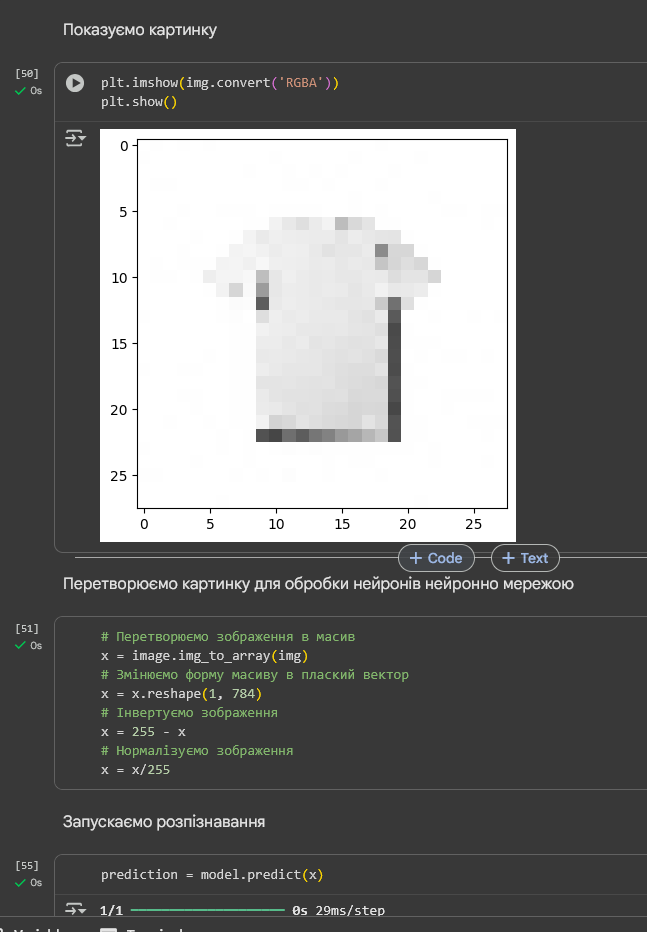 Показуємо картинку
[50]
0s
plt.imshow(img.convert('RGBA'))
plt.show()
0
5
10
15
20
25
0 5 10 15 20 25
+ Code + Text
Перетворюємо картинку для обробки нейронів нейронно мережою
[51]
0s
# Перетворюємо зображення в масив
x = image.img_to_array(img)
# Змінюємо форму масиву в плаский вектор
x = x.reshape(1, 784)
# Інвертуємо зображення
x = 255 - x
# Нормалізуємо зображення
x = x/255
Запускаємо розпізнавання
[55]
0s
prediction = model.predict(x)
1/1 0s 29ms/step